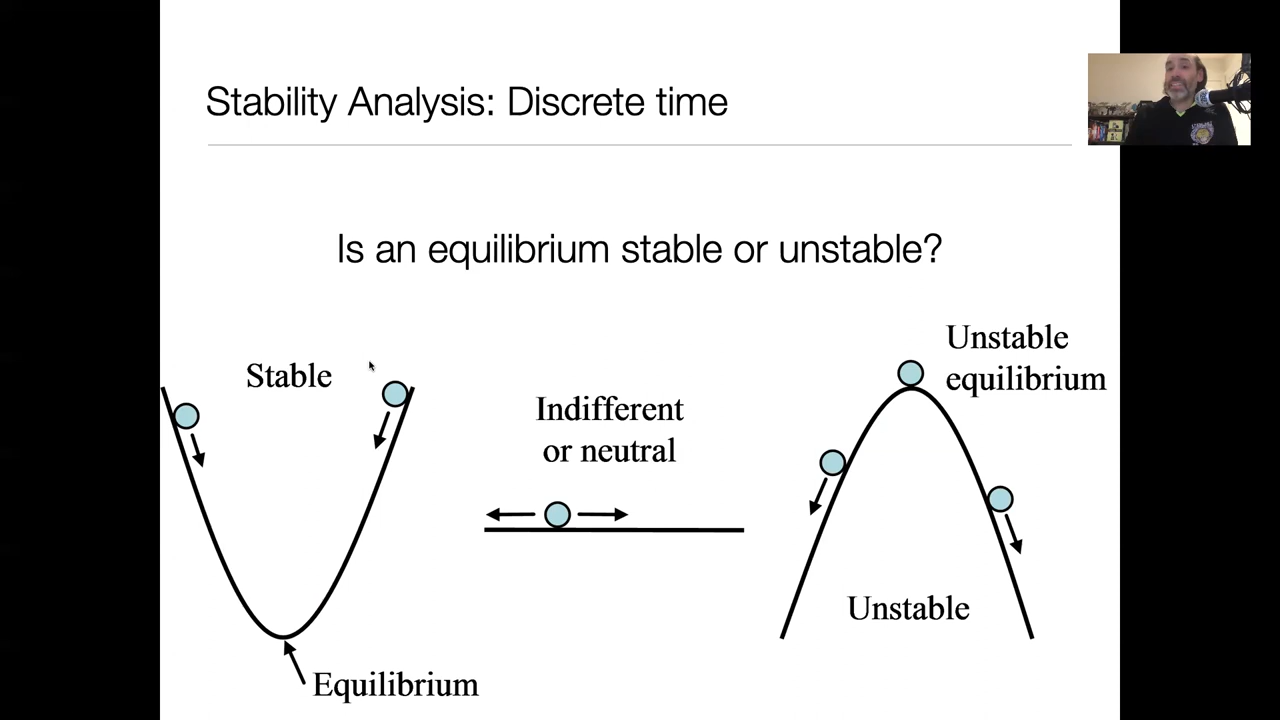 Stability Analysis: Discrete time
Is an equilibrium stable or unstable?
Stable
Indifferent
or neutral
Unstable
equilibrium
Unstable
Equilibrium